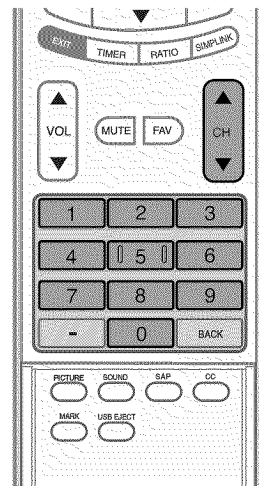 EXIT TIMER RATIO SIMPLINK
VOL MUTE FAV CH
1 2 3
4 5 6
7 8 9
- 0 BACK
PICTURE SOUND SAP CC
MARK USB EJECT